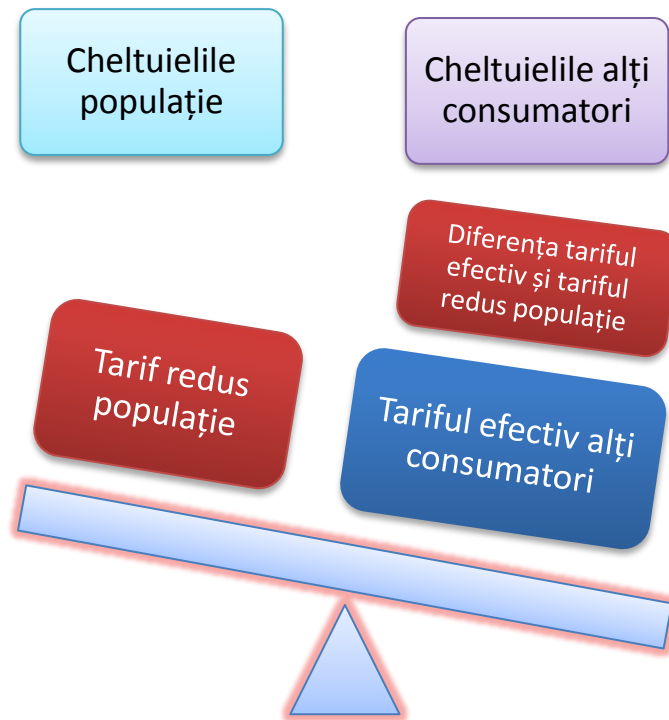 Cheltuielile
populație
Cheltuielile alți
consumatori
Diferența tariful
efectiv și tariful
redus populație
Tarif redus
populație
Tariful efectiv alți
consumatori